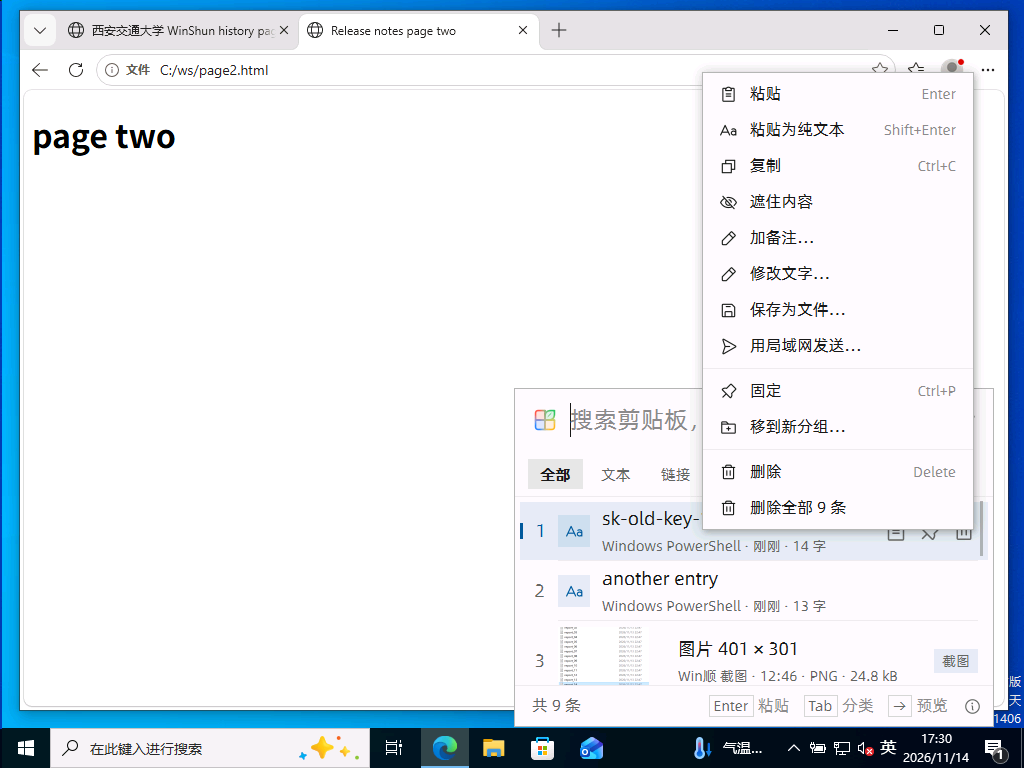 西安交通大学 WinShun history pag
Release notes page two
文件 C:/ws/page2.html
page two
粘贴 Enter
粘贴为纯文本 Shift+Enter
复制 Ctrl+C
遮住内容
加备注…
修改文字…
保存为文件…
用局域网发送…
固定 Ctrl+P
移到新分组…
删除 Delete
删除全部 9 条
搜索剪贴板，
全部 文本 链接
1 Aa sk-old-key-
Windows PowerShell · 刚刚 · 14 字
2 Aa another entry
Windows PowerShell · 刚刚 · 13 字
3 图片 401 × 301 截图
Win顺 截图 · 12:46 · PNG · 24.8 kB
共 9 条 Enter 粘贴 Tab 分类 → 预览
版
天
1406
在此键入进行搜索
气温... 英
17:30
2026/11/14
1